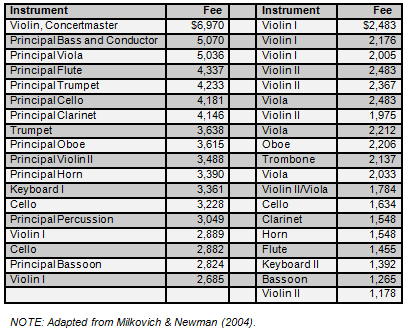 Instrument Fee Instrument Fee
Violin, Concertmaster $6,970 Violin I $2,483
Principal Bass and Conductor 5,070 Violin I 2,176
Principal Viola 5,036 Violin I 2,005
Principal Flute 4,337 Violin II 2,483
Principal Trumpet 4,233 Violin II 2,367
Principal Cello 4,181 Viola 2,483
Principal Clarinet 4,146 Violin II 1,975
Trumpet 3,638 Viola 2,212
Principal Oboe 3,615 Oboe 2,206
Principal Violin II 3,488 Trombone 2,137
Principal Horn 3,390 Viola 2,033
Keyboard I 3,361 Violin II/Viola 1,784
Cello 3,228 Cello 1,634
Principal Percussion 3,049 Clarinet 1,548
Violin I 2,889 Horn 1,548
Cello 2,882 Flute 1,455
Principal Bassoon 2,824 Keyboard II 1,392
Violin I 2,685 Bassoon 1,265
Violin II 1,178
NOTE: Adapted from Milkovich & Newman (2004).